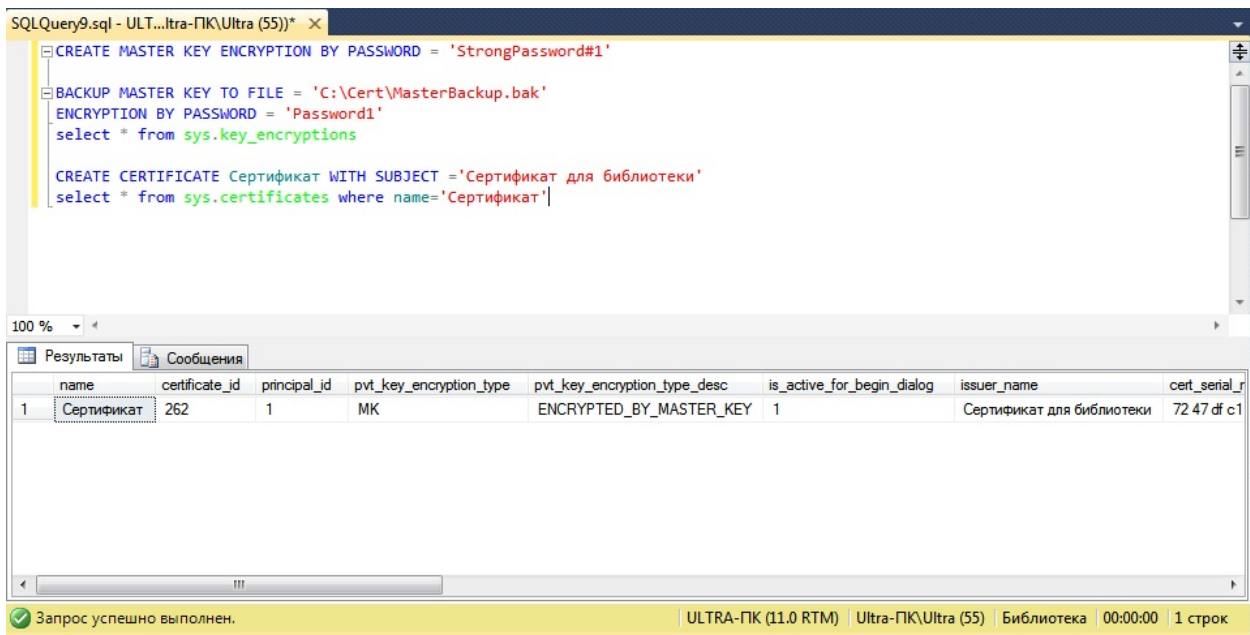 SQLQuery9.sql - ULT...ltra-ПК\Ultra (55))*
CREATE MASTER KEY ENCRYPTION BY PASSWORD = 'StrongPassword#1'
BACKUP MASTER KEY TO FILE = 'C:\Cert\MasterBackup.bak'
ENCRYPTION BY PASSWORD = 'Password1'
select * from sys.key_encryptions
CREATE CERTIFICATE Сертификат WITH SUBJECT ='Сертификат для библиотеки'
select * from sys.certificates where name='Сертификат'
100 %
Результаты Сообщения
name certificate_id principal_id pvt_key_encryption_type pvt_key_encryption_type_desc is_active_for_begin_dialog issuer_name cert_serial_r
1 Сертификат 262 1 MK ENCRYPTED_BY_MASTER_KEY 1 Сертификат для библиотеки 72 47 df c1
Запрос успешно выполнен. ULTRA-ПК (11.0 RTM) Ultra-ПК\Ultra (55) Библиотека 00:00:00 1 строк